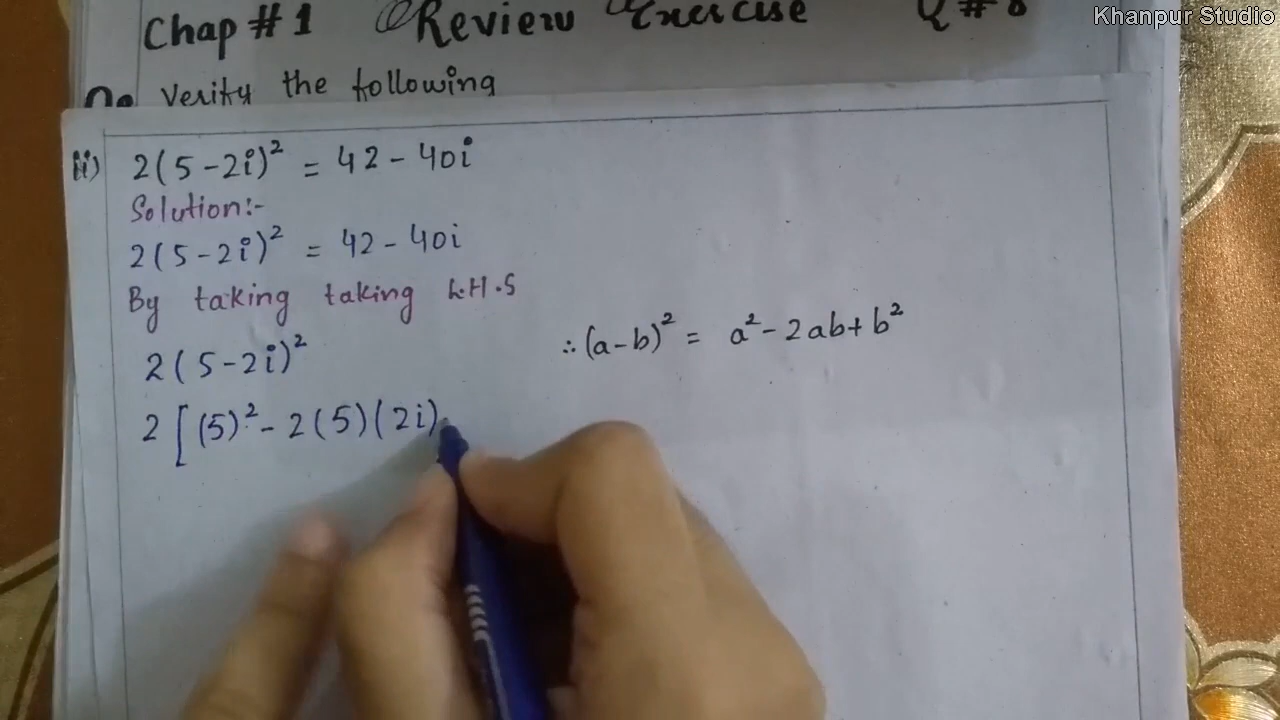 Khanpur Studio
Chap # 1 Review Exercise Q # 8
Verify the following
ii) 2(5-2i)² = 42 - 40i
Solution:-
2(5-2i)² = 42 - 40i
By taking taking L.H.S
2(5-2i)² ∴ (a-b)² = a² - 2ab + b²
2[(5)² - 2(5)(2i)